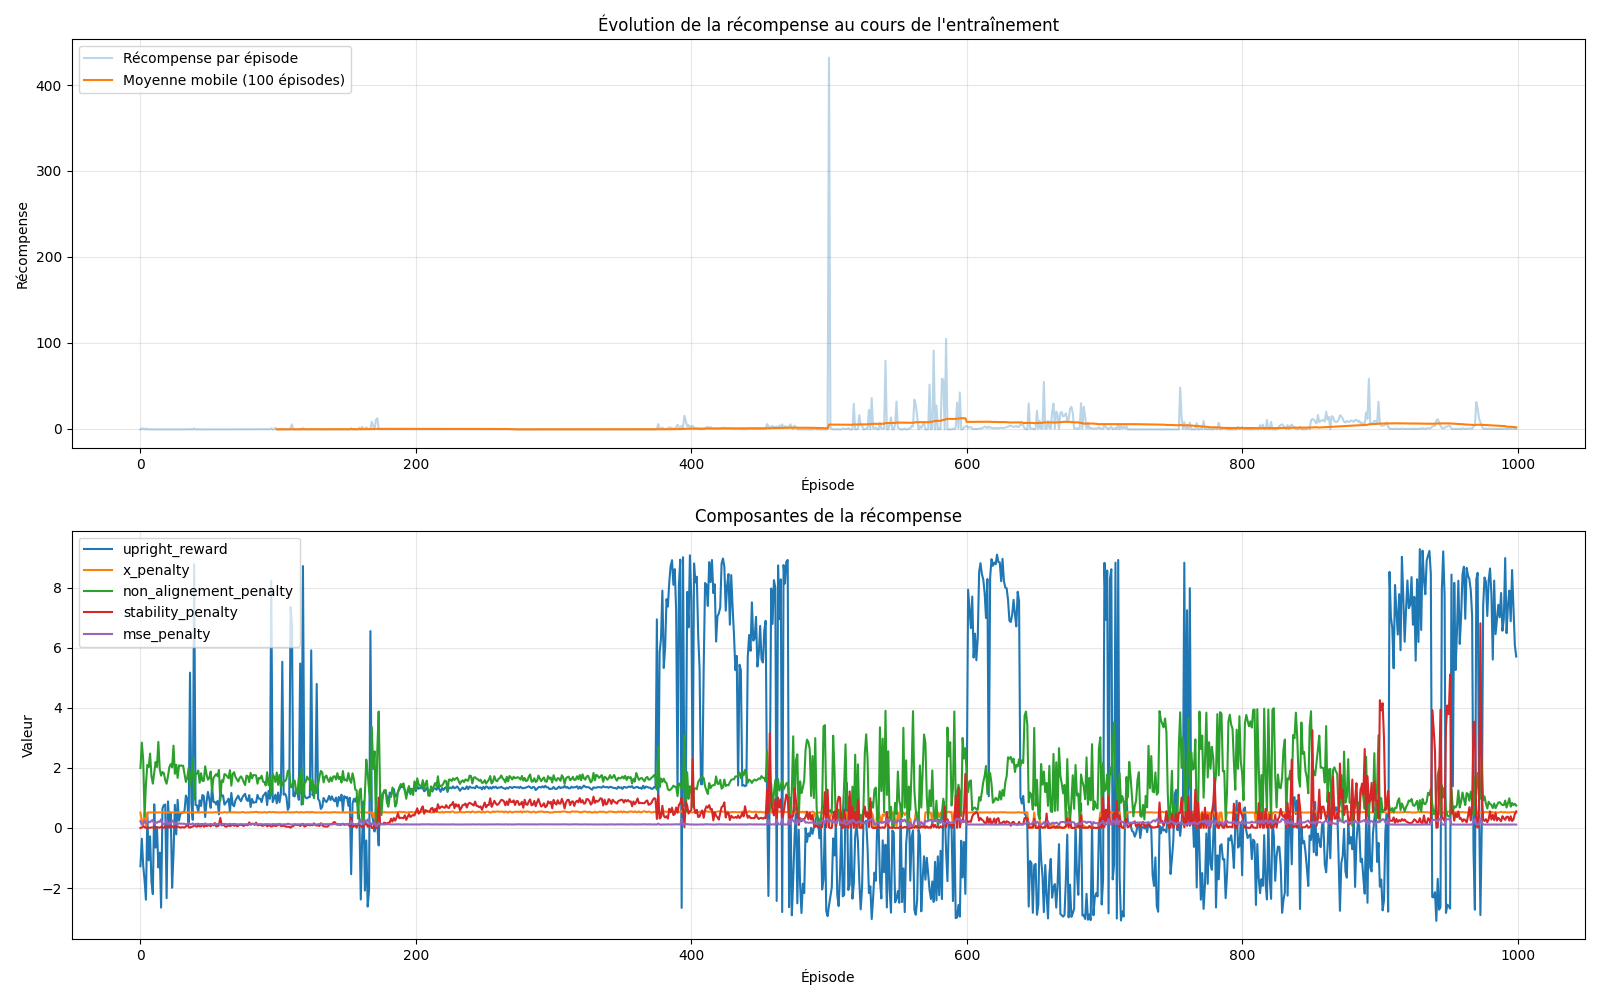 Évolution de la récompense au cours de l'entraînement
Récompense par épisode
Moyenne mobile (100 épisodes)
400
300
200
100
0
Récompense
0 200 400 600 800 1000
Épisode
Composantes de la récompense
upright_reward
x_penalty
non_alignement_penalty
stability_penalty
mse_penalty
8
6
4
2
0
−2
Valeur
0 200 400 600 800 1000
Épisode